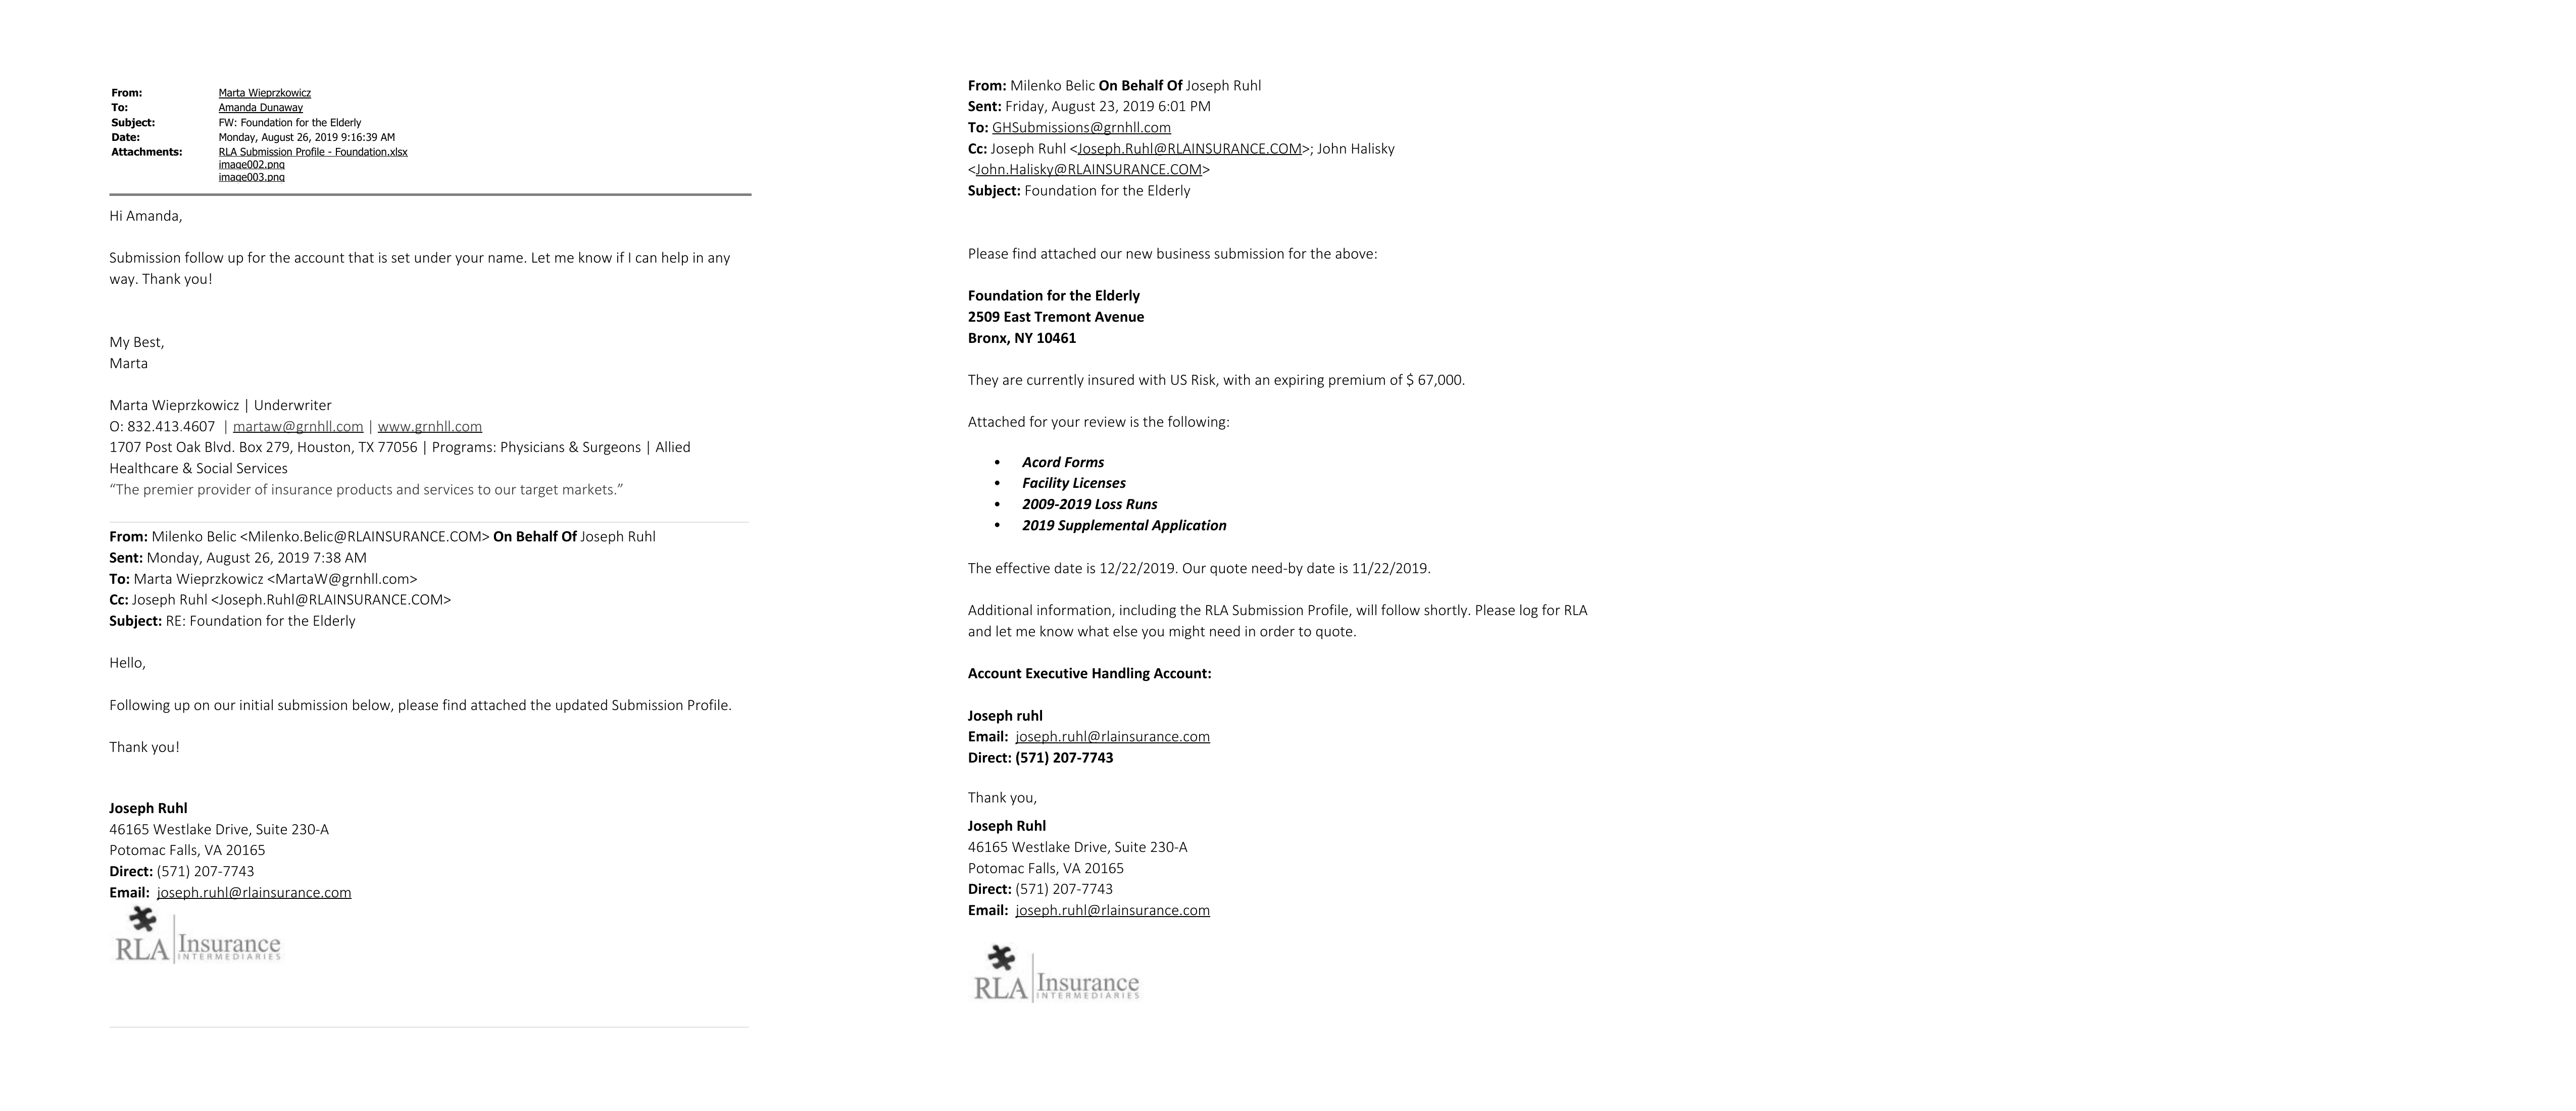 From: Marta Wieprzkowicz
To: Amanda Dunaway
Subject: FW: Foundation for the Elderly
Date: Monday, August 26, 2019 9:16:39 AM
Attachments: RLA Submission Profile - Foundation.xlsx
image002.png
image003.png
Hi Amanda,
Submission follow up for the account that is set under your name. Let me know if I can help in any
way. Thank you!
My Best,
Marta
Marta Wieprzkowicz | Underwriter
O: 832.413.4607 | martaw@grnhll.com | www.grnhll.com
1707 Post Oak Blvd. Box 279, Houston, TX 77056 | Programs: Physicians & Surgeons | Allied
Healthcare & Social Services
“The premier provider of insurance products and services to our target markets.”
From: Milenko Belic <Milenko.Belic@RLAINSURANCE.COM> On Behalf Of Joseph Ruhl
Sent: Monday, August 26, 2019 7:38 AM
To: Marta Wieprzkowicz <MartaW@grnhll.com>
Cc: Joseph Ruhl <Joseph.Ruhl@RLAINSURANCE.COM>
Subject: RE: Foundation for the Elderly
Hello,
Following up on our initial submission below, please find attached the updated Submission Profile.
Thank you!
Joseph Ruhl
46165 Westlake Drive, Suite 230-A
Potomac Falls, VA 20165
Direct: (571) 207-7743
Email: joseph.ruhl@rlainsurance.com
RLA Insurance
INTERMEDIARIES
From: Milenko Belic On Behalf Of Joseph Ruhl
Sent: Friday, August 23, 2019 6:01 PM
To: GHSubmissions@grnhll.com
Cc: Joseph Ruhl <Joseph.Ruhl@RLAINSURANCE.COM>; John Halisky
<John.Halisky@RLAINSURANCE.COM>
Subject: Foundation for the Elderly
Please find attached our new business submission for the above:
Foundation for the Elderly
2509 East Tremont Avenue
Bronx, NY 10461
They are currently insured with US Risk, with an expiring premium of $ 67,000.
Attached for your review is the following:
• Acord Forms
• Facility Licenses
• 2009-2019 Loss Runs
• 2019 Supplemental Application
The effective date is 12/22/2019. Our quote need-by date is 11/22/2019.
Additional information, including the RLA Submission Profile, will follow shortly. Please log for RLA
and let me know what else you might need in order to quote.
Account Executive Handling Account:
Joseph ruhl
Email: joseph.ruhl@rlainsurance.com
Direct: (571) 207-7743
Thank you,
Joseph Ruhl
46165 Westlake Drive, Suite 230-A
Potomac Falls, VA 20165
Direct: (571) 207-7743
Email: joseph.ruhl@rlainsurance.com
RLA Insurance
INTERMEDIARIES